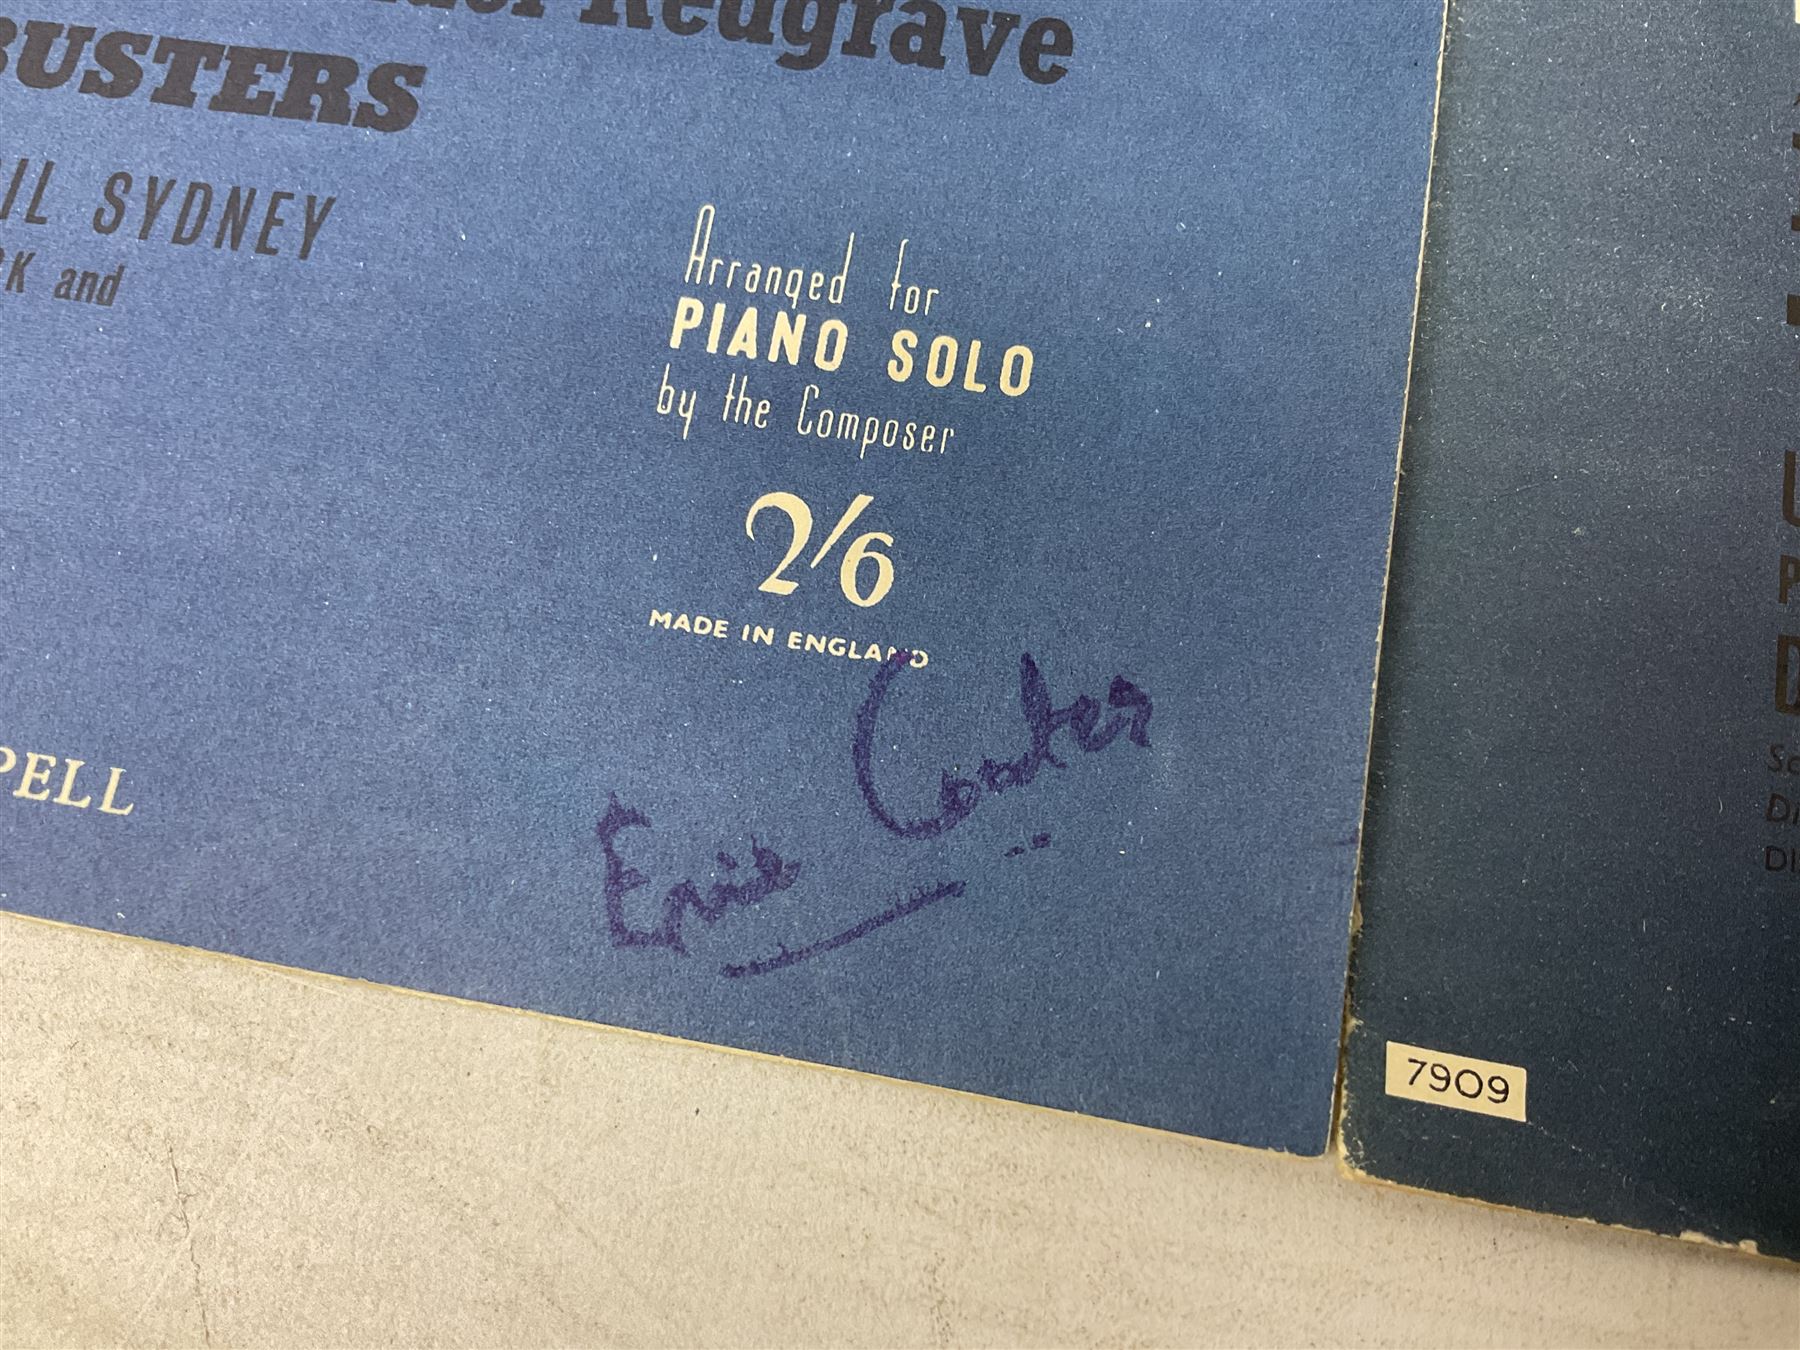 Redgrave
BUSTERS
SYDNEY
and
Arranged for
PIANO SOLO
by the Composer
2/6
MADE IN ENGLAND
PELL
Eric Coates
7909